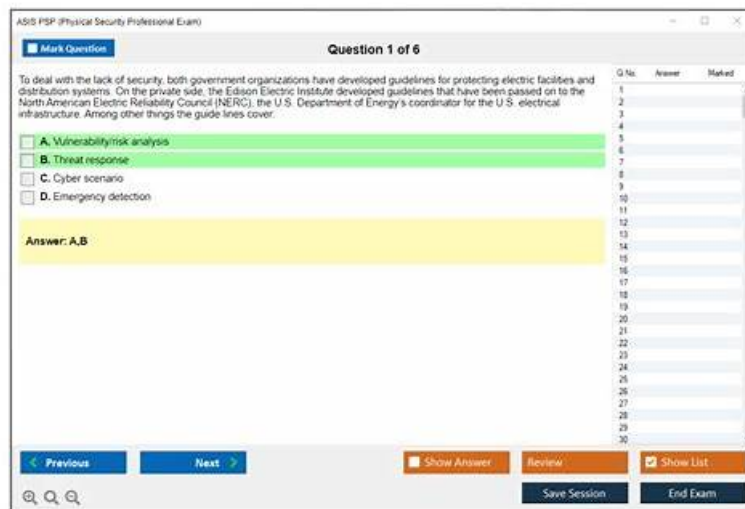 ASIS PSP (Physical Security Professional Exam)
Mark Question
Question 1 of 6
To deal with the lack of security, both government organizations have developed guidelines for protecting electric facilities and
distribution systems. On the private side, the Edison Electric Institute developed guidelines that have been passed on to the
North American Electric Reliability Council (NERC), the U.S. Department of Energy's coordinator for the U.S. electrical
infrastructure. Among other things the guide lines cover:
A. Vulnerability/risk analysis
B. Threat response
C. Cyber scenario
D. Emergency detection
Answer: A,B
Q.No. Answer Marked
1
2
3
4
5
6
7
8
9
10
11
12
13
14
15
16
17
18
19
20
21
22
23
24
25
26
27
28
29
30
Previous
Next
Show Answer
Review
Show List
Save Session
End Exam